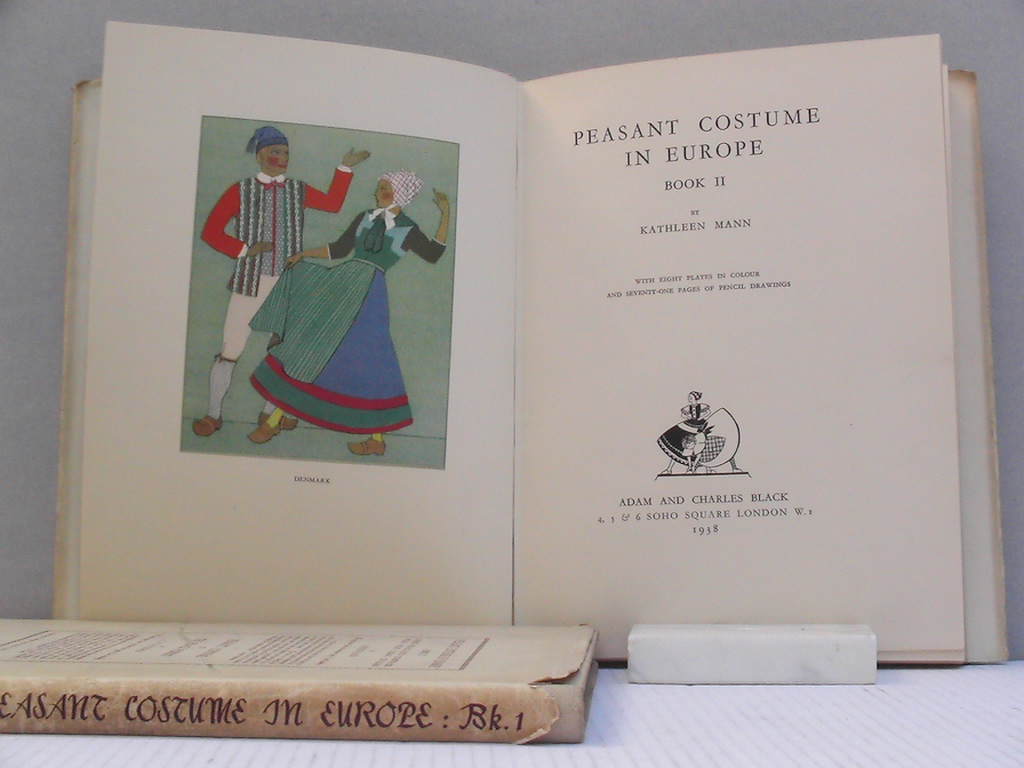 DENMARK
PEASANT COSTUME
IN EUROPE
BOOK II
BY
KATHLEEN MANN
WITH EIGHT PLATES IN COLOUR
AND SEVENTY-ONE PAGES OF PENCIL DRAWINGS
ADAM AND CHARLES BLACK
4, 5 & 6 SOHO SQUARE LONDON W.1
1938
EASANT COSTUME IN EUROPE: Bk. 1